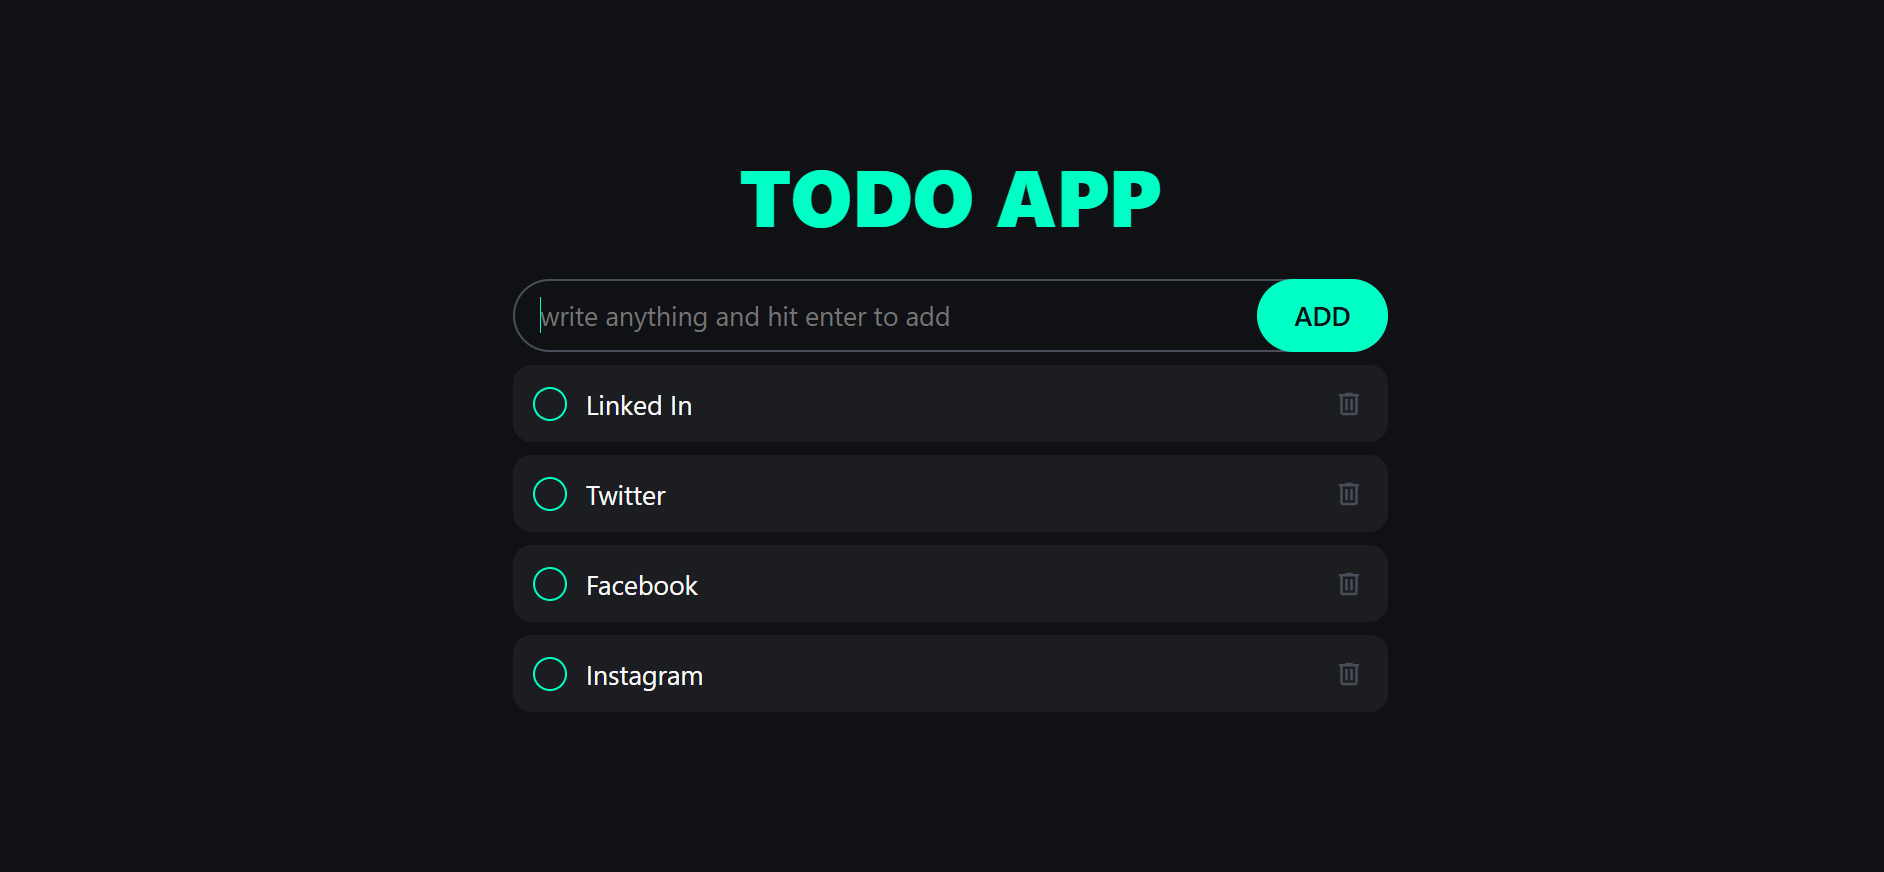 TODO APP
write anything and hit enter to add
ADD
Linked In
Twitter
Facebook
Instagram